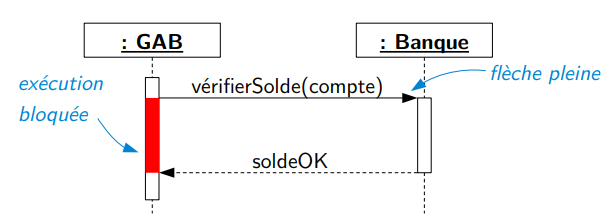 : GAB
: Banque
exécution
bloquée
vérifierSolde(compte)
flèche pleine
soldeOK